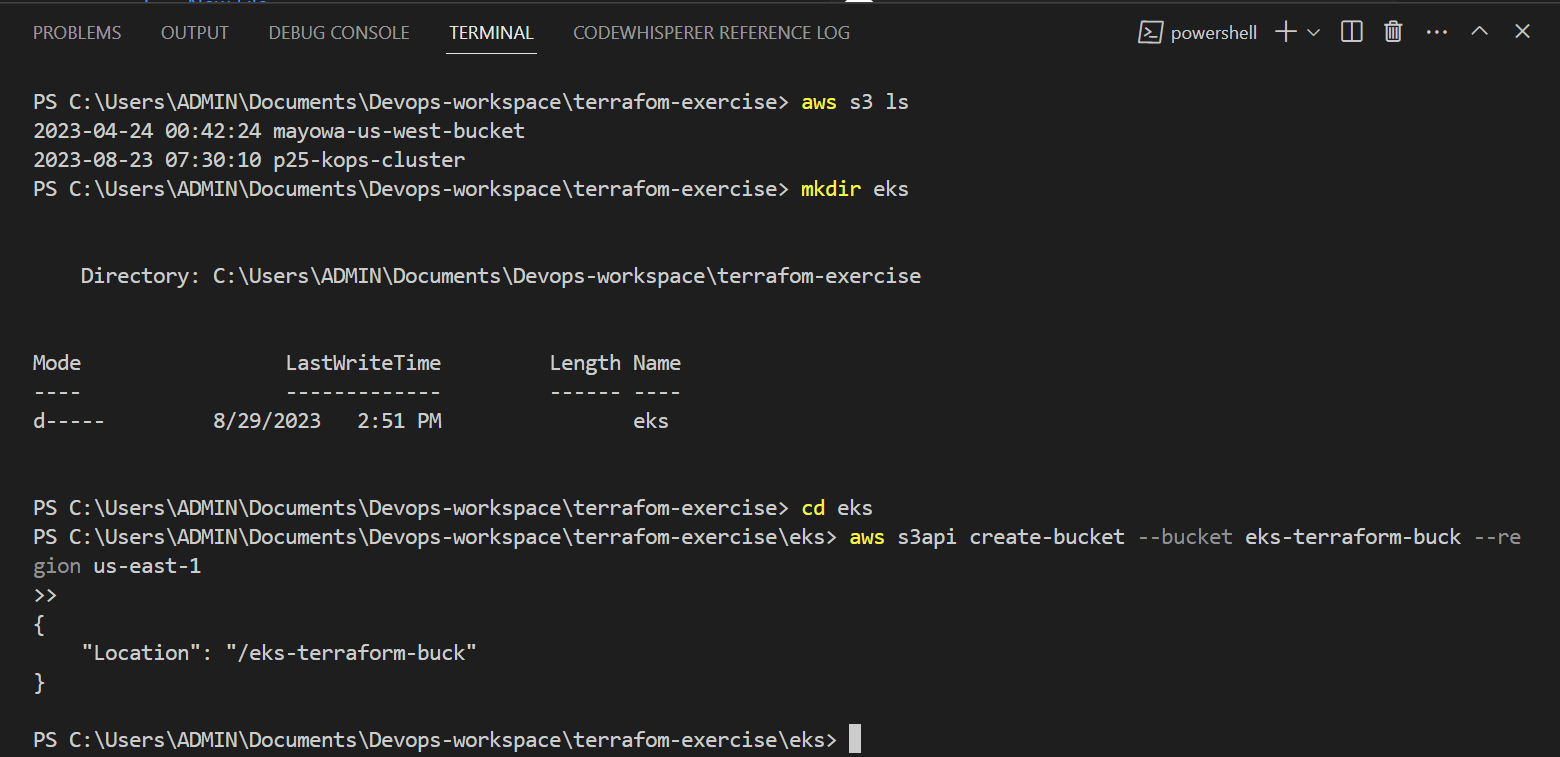 PROBLEMS OUTPUT DEBUG CONSOLE TERMINAL CODEWHISPERER REFERENCE LOG powershell
PS C:\Users\ADMIN\Documents\Devops-workspace\terrafom-exercise> aws s3 ls
2023-04-24 00:42:24 mayowa-us-west-bucket
2023-08-23 07:30:10 p25-kops-cluster
PS C:\Users\ADMIN\Documents\Devops-workspace\terrafom-exercise> mkdir eks
Directory: C:\Users\ADMIN\Documents\Devops-workspace\terrafom-exercise
Mode LastWriteTime Length Name
---- ------------- ------ ----
d----- 8/29/2023 2:51 PM eks
PS C:\Users\ADMIN\Documents\Devops-workspace\terrafom-exercise> cd eks
PS C:\Users\ADMIN\Documents\Devops-workspace\terrafom-exercise\eks> aws s3api create-bucket --bucket eks-terraform-buck --re
gion us-east-1
>>
{
"Location": "/eks-terraform-buck"
}
PS C:\Users\ADMIN\Documents\Devops-workspace\terrafom-exercise\eks>